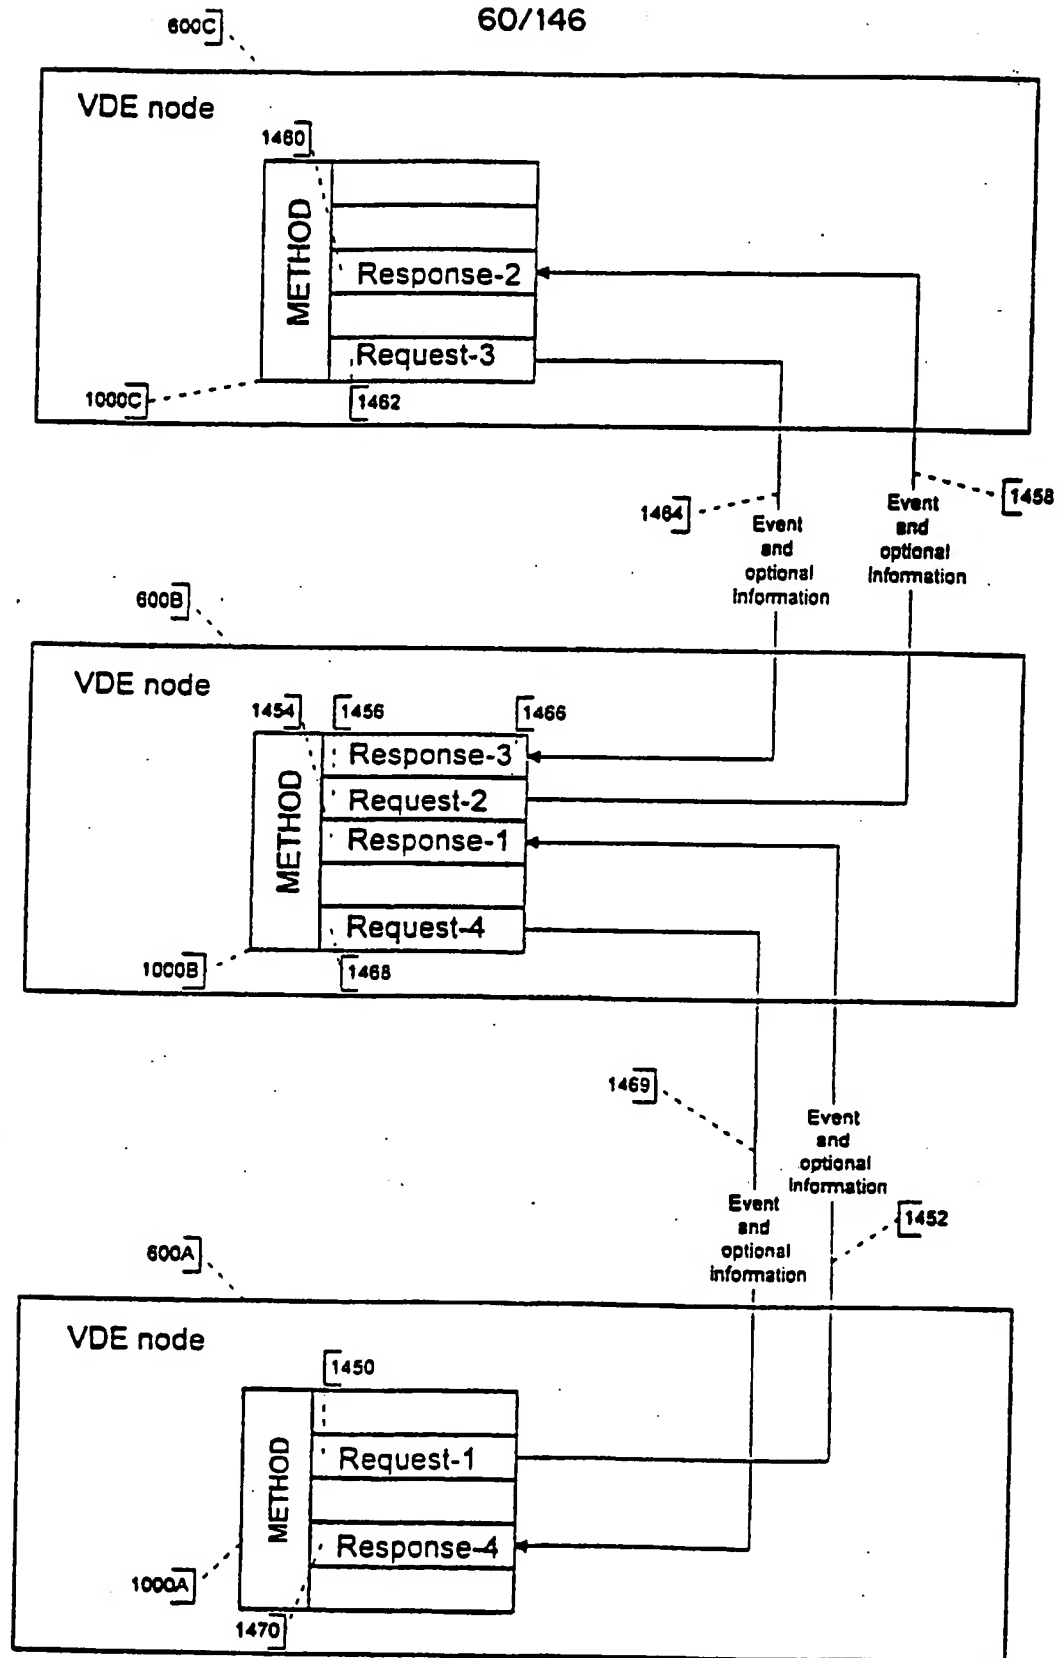 60/146
600C
VDE node
1460
METHOD
Response-2
Request-3
1000C
1462
1464
Event
and
optional
information
1458
Event
and
optional
information
600B
VDE node
1454
1456
1466
METHOD
Response-3
Request-2
Response-1
Request-4
1000B
1468
1469
Event
and
optional
information
Event
and
optional
information
1452
600A
VDE node
1450
METHOD
Request-1
Response-4
1000A
1470